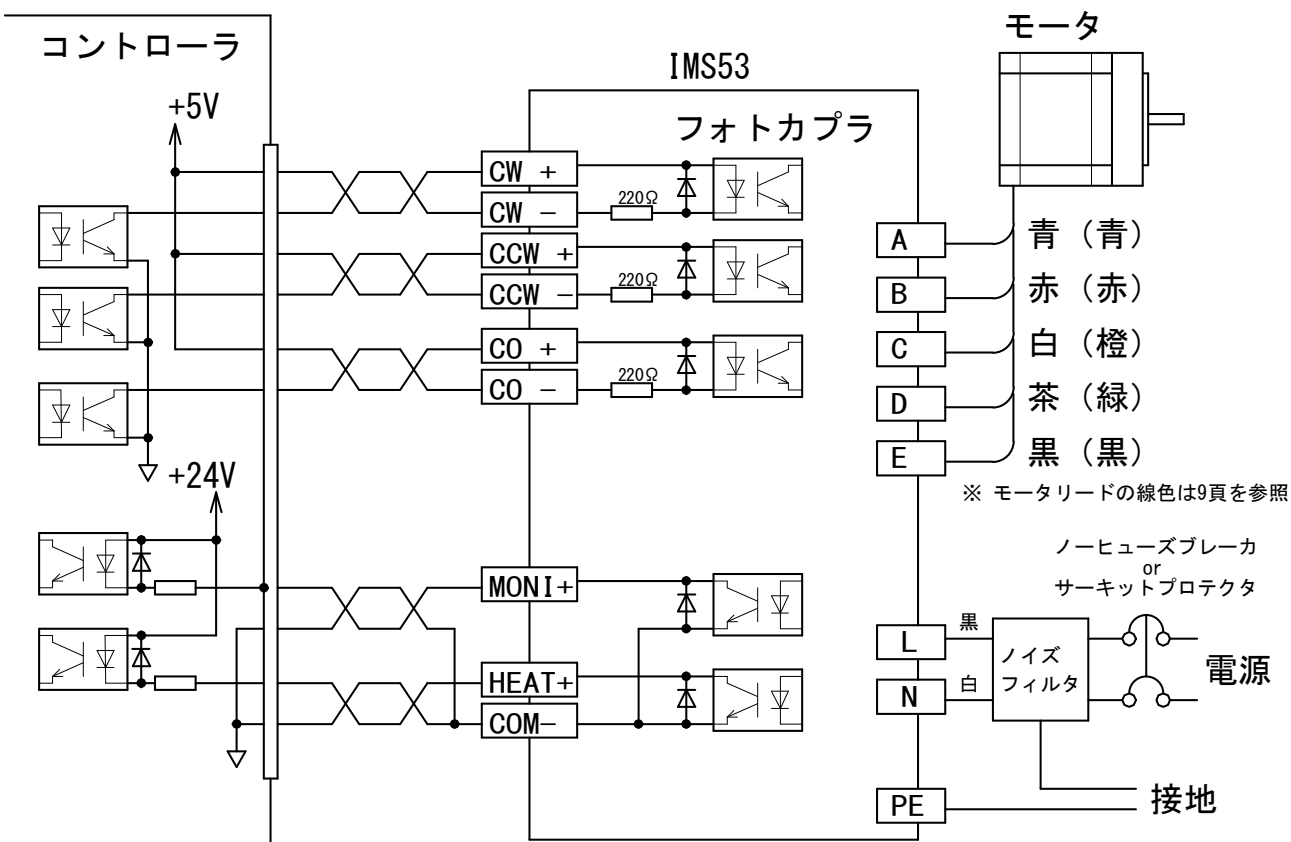 コントローラ
+5V
+24V
IMS53
フォトカプラ
CW +
CW −
CCW +
CCW −
CO +
CO −
220Ω
220Ω
220Ω
MONI+
HEAT+
COM−
モータ
A
B
C
D
E
青 (青)
赤 (赤)
白 (橙)
茶 (緑)
黒 (黒)
※ モータリードの線色は9頁を参照
ノーヒューズブレーカ
or
サーキットプロテクタ
L
N
PE
黒
白
ノイズ
フィルタ
電源
接地